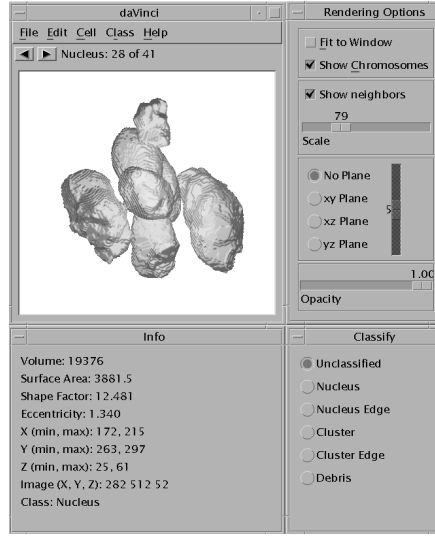 daVinci
File Edit Cell Class Help
Nucleus: 28 of 41
Rendering Options
Fit to Window
Show Chromosomes
Show neighbors
79
Scale
No Plane
xy Plane
xz Plane
yz Plane
5
1.00
Opacity
Info
Volume: 19376
Surface Area: 3881.5
Shape Factor: 12.481
Eccentricity: 1.340
X (min, max): 172, 215
Y (min, max): 263, 297
Z (min, max): 25, 61
Image (X, Y, Z): 282 512 52
Class: Nucleus
Classify
Unclassified
Nucleus
Nucleus Edge
Cluster
Cluster Edge
Debris